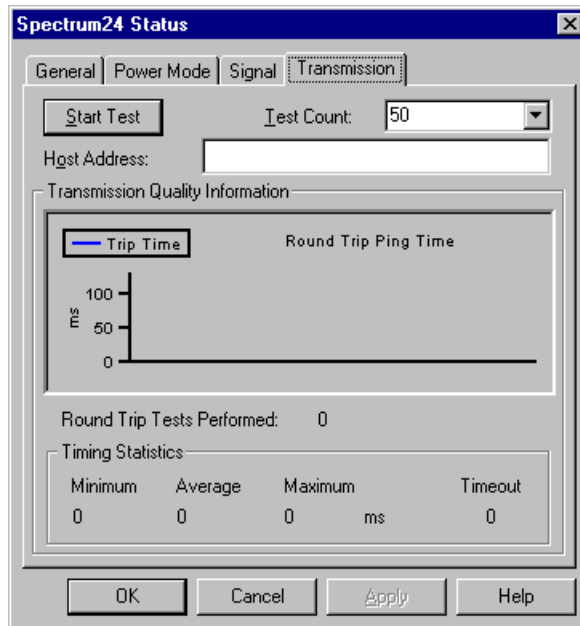 Spectrum24 Status
General Power Mode Signal Transmission
Start Test Test Count: 50
Host Address:
Transmission Quality Information
Trip Time Round Trip Ping Time
100
ms
50
0
Round Trip Tests Performed: 0
Timing Statistics
Minimum Average Maximum Timeout
0 0 0 ms 0
OK Cancel Apply Help